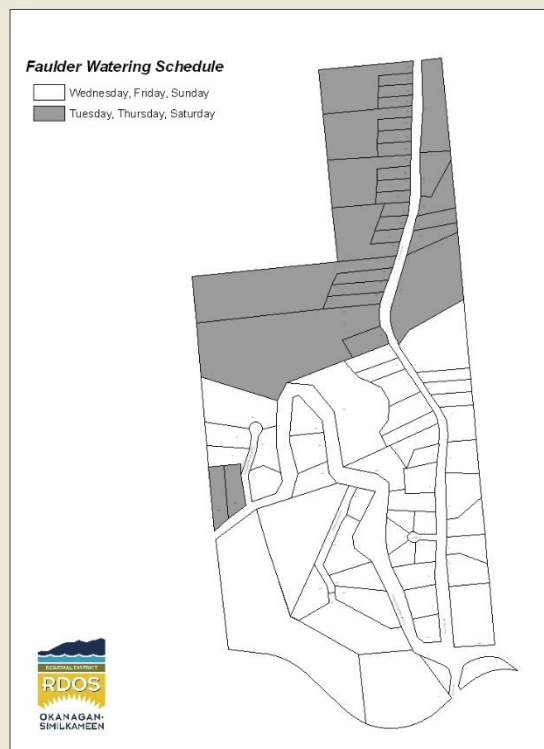 Faulder Watering Schedule
Wednesday, Friday, Sunday
Tuesday, Thursday, Saturday
REGIONAL DISTRICT
RDOS
OKANAGAN-
SIMILKAMEEN